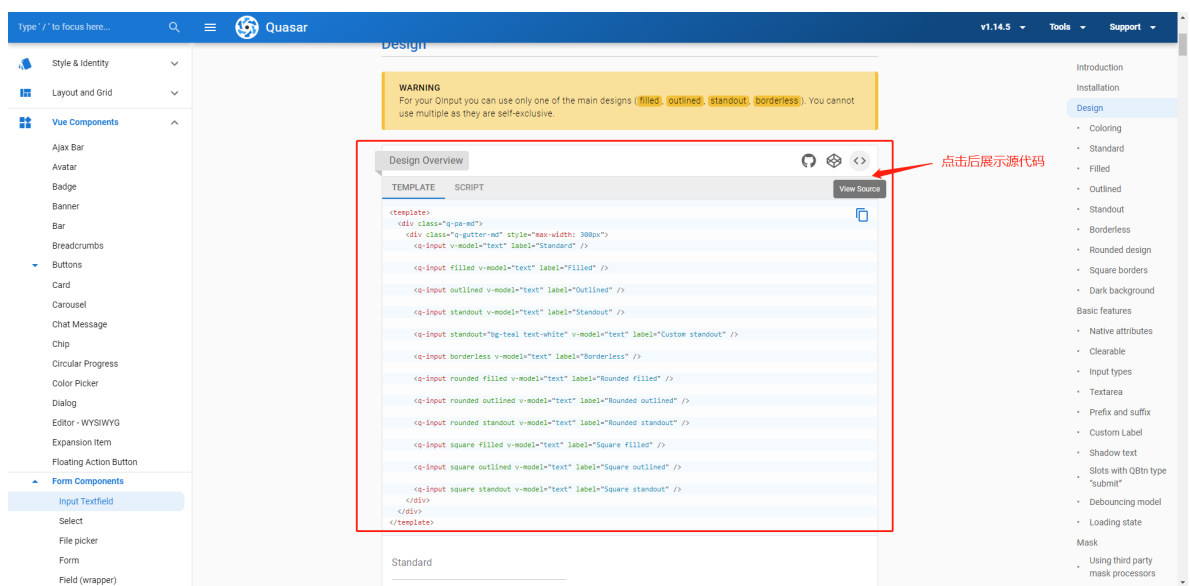 Type ' / ' to focus here...
Quasar
v1.14.5
Tools
Support
Style & Identity
Layout and Grid
Vue Components
Ajax Bar
Avatar
Badge
Banner
Bar
Breadcrumbs
Buttons
Card
Carousel
Chat Message
Chip
Circular Progress
Color Picker
Dialog
Editor - WYSIWYG
Expansion Item
Floating Action Button
Form Components
Input Textfield
Select
File picker
Form
Field (wrapper)
Design
WARNING
For your QInput you can use only one of the main designs ( filled, outlined, standout, borderless). You cannot
use multiple as they are self-exclusive.
Design Overview
点击后展示源代码
TEMPLATE
SCRIPT
View Source
<template>
<div class="q-pa-md">
<div class="q-gutter-md" style="max-width: 300px">
<q-input v-model="text" label="Standard" />
<q-input filled v-model="text" label="Filled" />
<q-input outlined v-model="text" label="Outlined" />
<q-input standout v-model="text" label="Standout" />
<q-input standout="bg-teal text-white" v-model="text" label="Custom standout" />
<q-input borderless v-model="text" label="Borderless" />
<q-input rounded filled v-model="text" label="Rounded filled" />
<q-input rounded outlined v-model="text" label="Rounded outlined" />
<q-input rounded standout v-model="text" label="Rounded standout" />
<q-input square filled v-model="text" label="Square filled" />
<q-input square outlined v-model="text" label="Square outlined" />
<q-input square standout v-model="text" label="Square standout" />
</div>
</div>
</template>
Standard
Introduction
Installation
Design
Coloring
Standard
Filled
Outlined
Standout
Borderless
Rounded design
Square borders
Dark background
Basic features
Native attributes
Clearable
Input types
Textarea
Prefix and suffix
Custom Label
Shadow text
Slots with QBtn type
"submit"
Debouncing model
Loading state
Mask
Using third party
mask processors